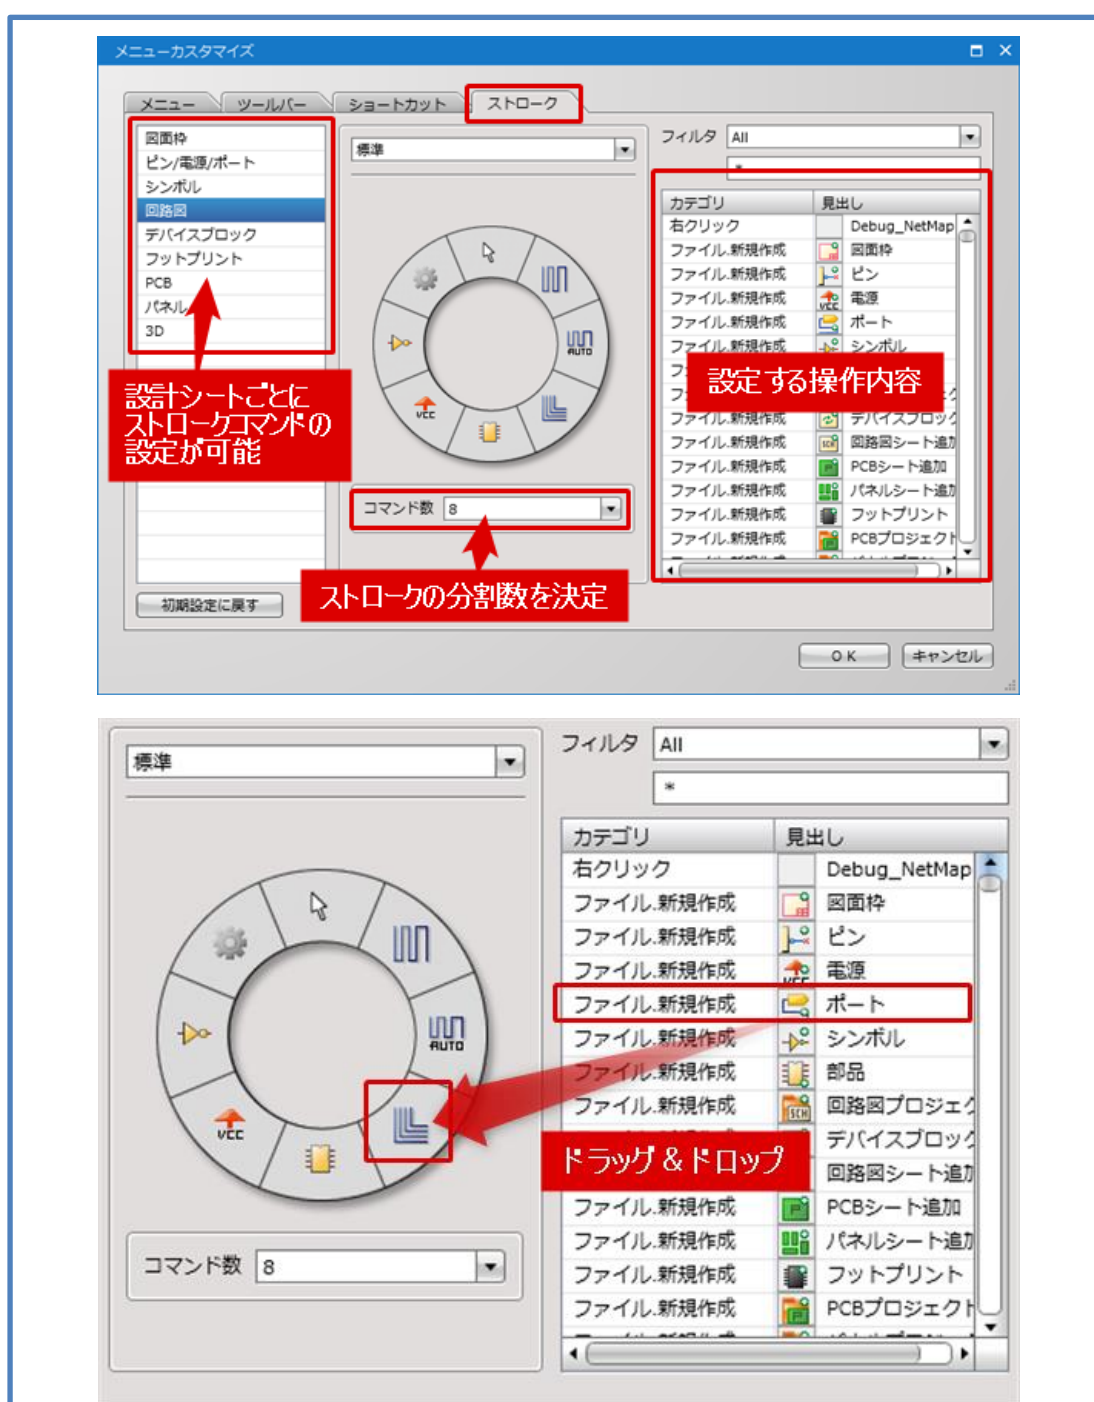 メニューカスタマイズ
メニュー ツールバー ショートカット ストローク
図面枠
ピン/電源/ポート
シンボル
回路図
デバイスブロック
フットプリント
PCB
パネル
3D
設計シートごとに
ストロークコマンドの
設定が可能
初期設定に戻す
標準
AUTO
VCC
コマンド数 8
ストロークの分割数を決定
フィルタ All
*
カテゴリ 見出し
右クリック Debug_NetMap
ファイル.新規作成 図面枠
ファイル.新規作成 ピン
ファイル.新規作成 VCC 電源
ファイル.新規作成 ポート
ファイル.新規作成 シンボル
設定する操作内容
ファイル.新規作成 デバイスブロック
ファイル.新規作成 SCH 回路図シート追加
ファイル.新規作成 PCBシート追加
ファイル.新規作成 パネルシート追加
ファイル.新規作成 フットプリント
ファイル.新規作成 PCBプロジェクト
OK キャンセル
標準
AUTO
VCC
コマンド数 8
フィルタ All
*
カテゴリ 見出し
右クリック Debug_NetMap
ファイル.新規作成 図面枠
ファイル.新規作成 ピン
ファイル.新規作成 VCC 電源
ファイル.新規作成 ポート
ファイル.新規作成 シンボル
ファイル.新規作成 部品
ファイル.新規作成 SCH 回路図プロジェク
デバイスブロック
ドラッグ&ドロップ
回路図シート追加
ファイル.新規作成 PCBシート追加
ファイル.新規作成 パネルシート追加
ファイル.新規作成 フットプリント
ファイル.新規作成 PCBプロジェクト